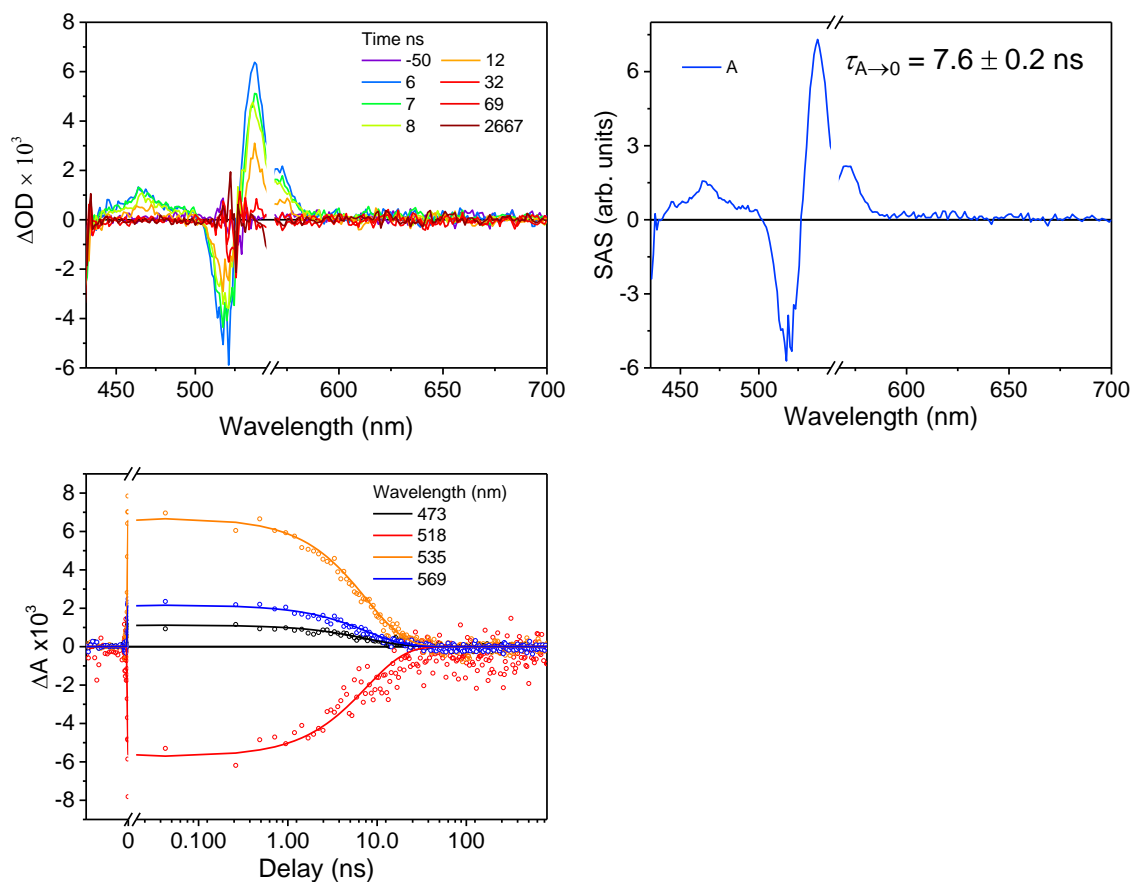 8
6
4
2
0
-2
-4
-6
ΔOD × 10³
Time ns
-50 12
6 32
7 69
8 2667
450 500 600 650 700
Wavelength (nm)
6
3
0
-3
-6
SAS (arb. units)
A
τA→0 = 7.6 ± 0.2 ns
450 500 600 650 700
Wavelength (nm)
8
6
4
2
0
-2
-4
-6
-8
ΔA x10³
Wavelength (nm)
473
518
535
569
0 0.100 1.00 10.0 100
Delay (ns)